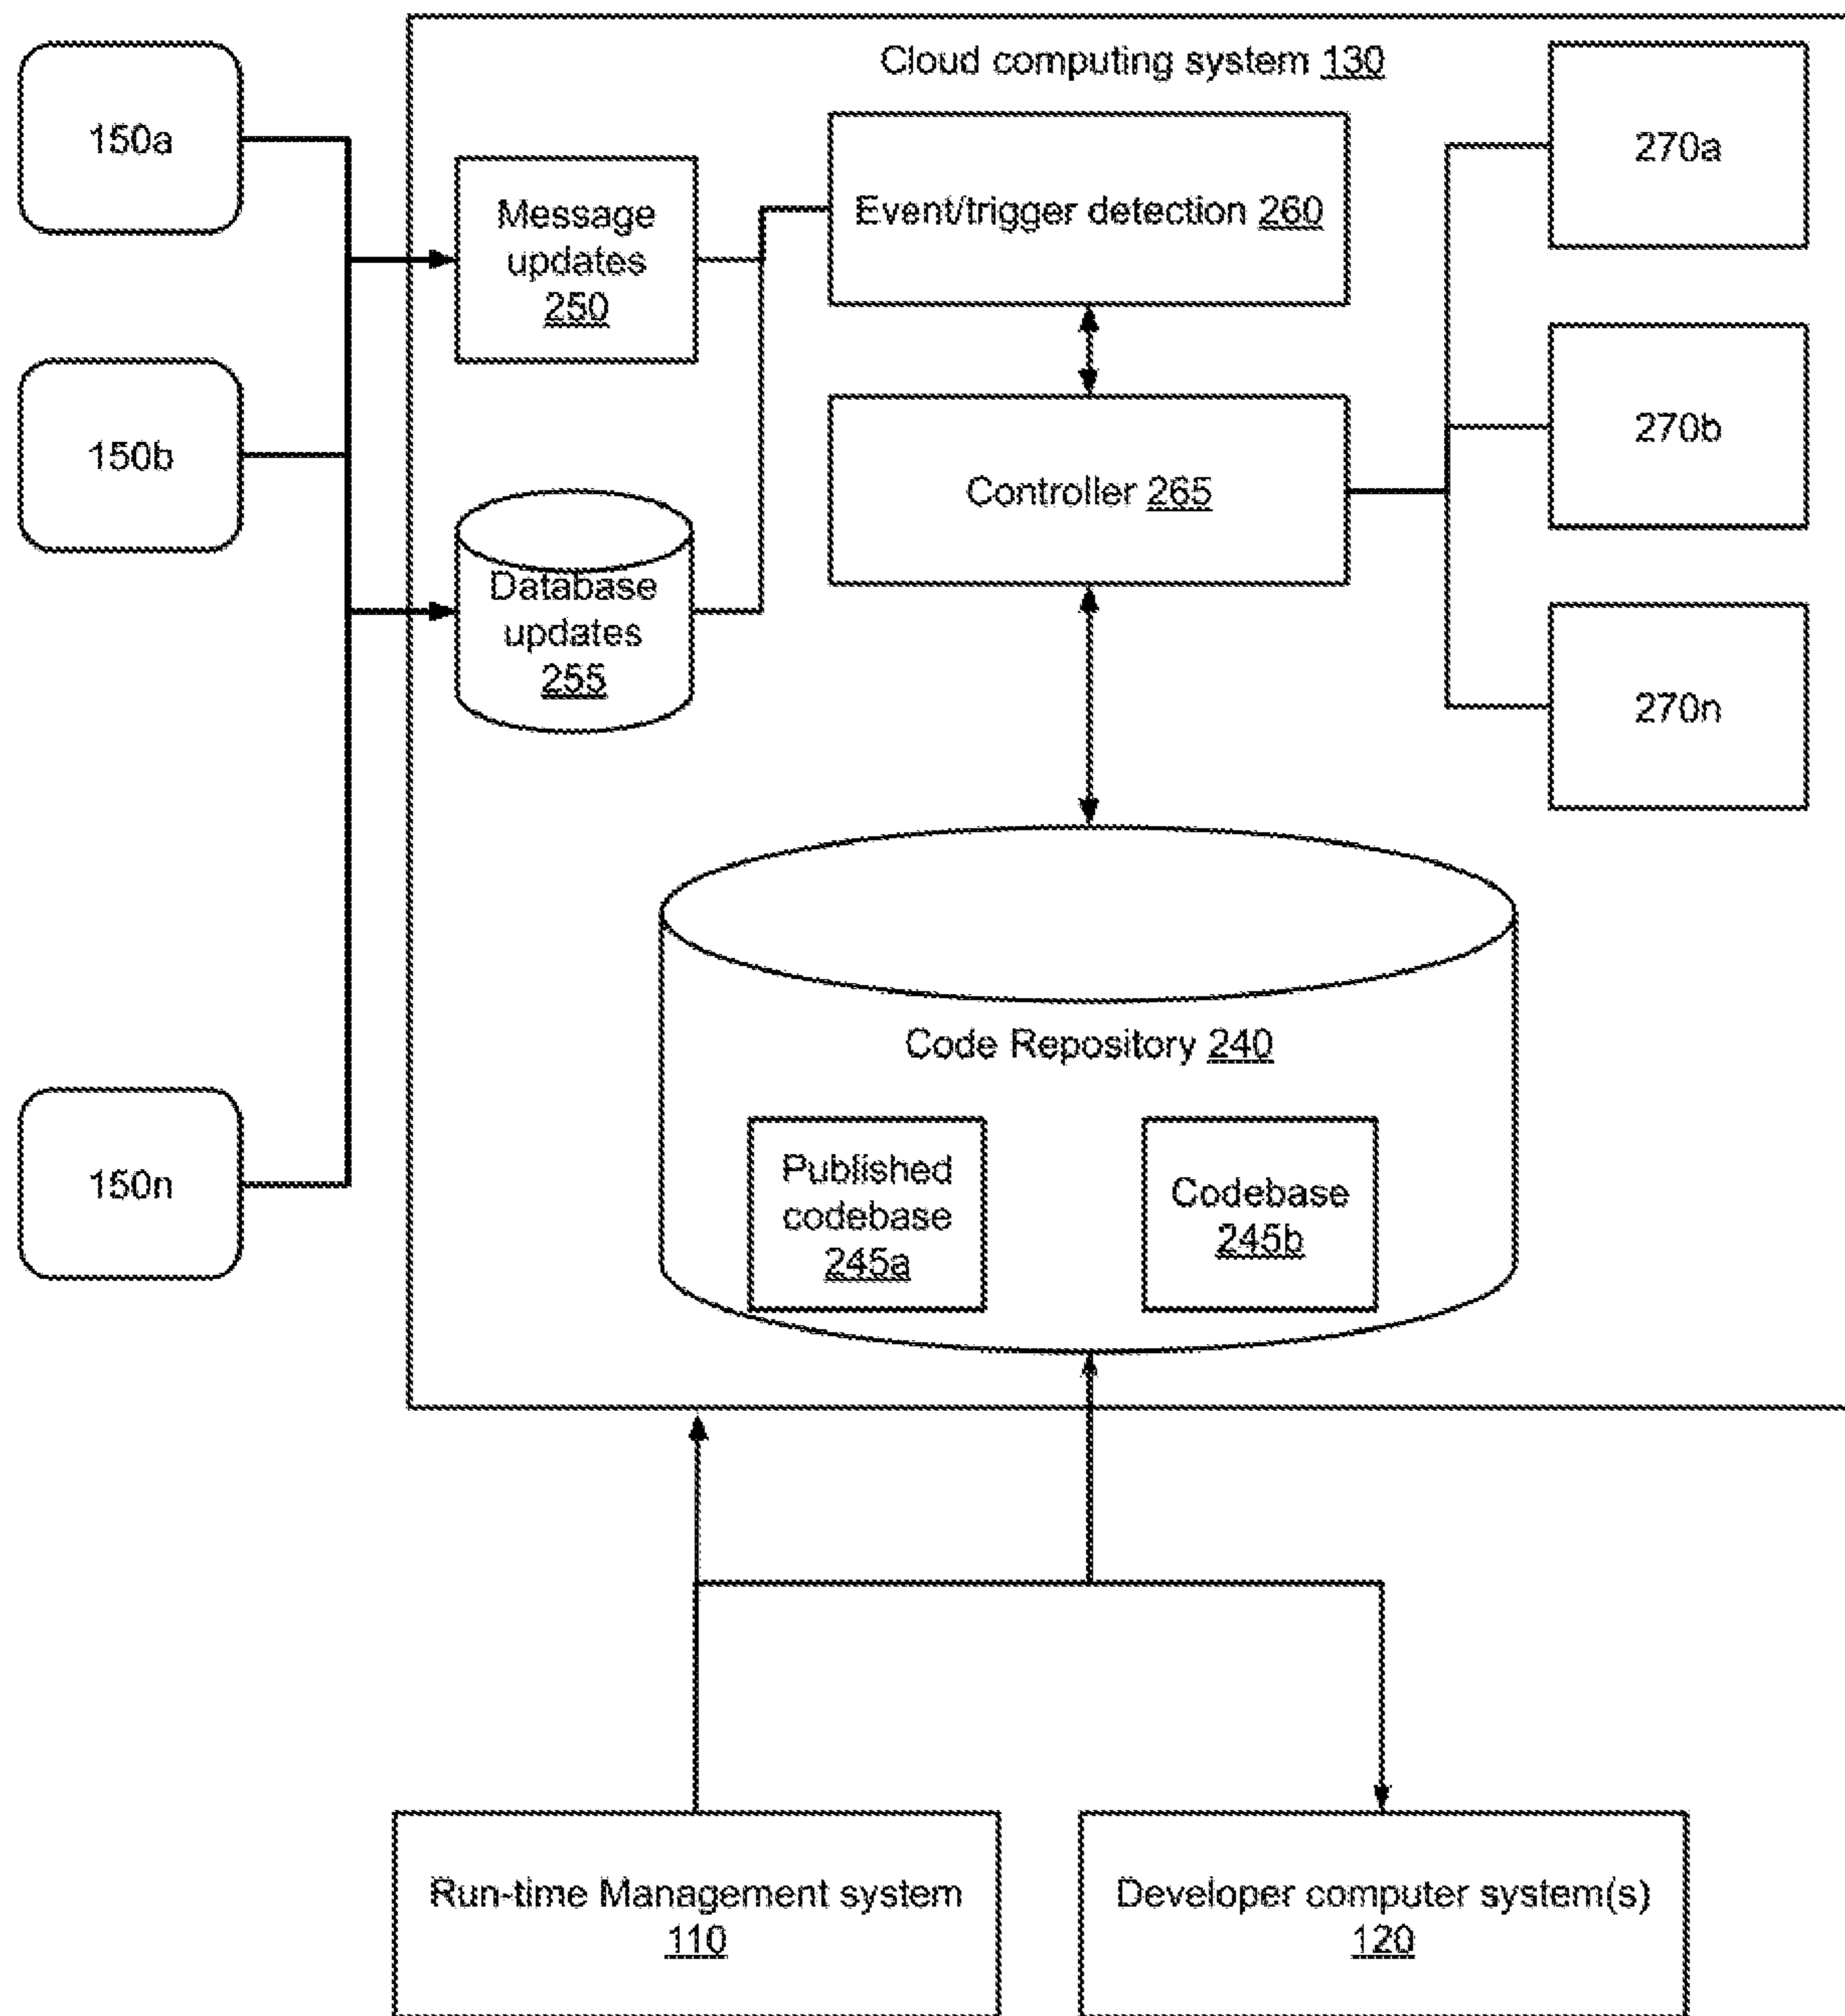 Cloud computing system 130
150a
150b
150n
Message
updates
250
Database
updates
255
Event/trigger detection 260
Controller 265
270a
270b
270n
Code Repository 240
Published
codebase
245a
Codebase
245b
Run-time Management system
110
Developer computer system(s)
120